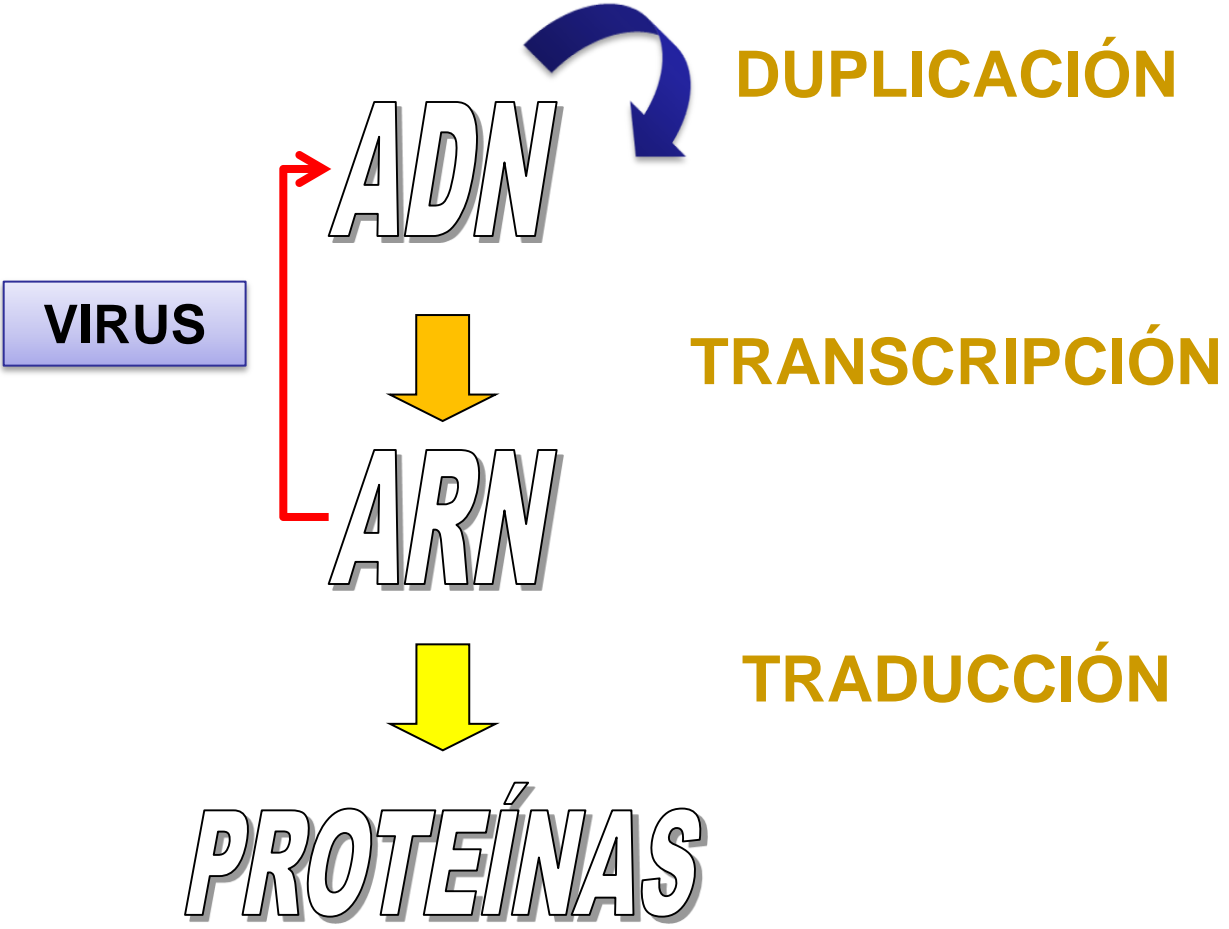 DUPLICACIÓN
ADN
VIRUS
TRANSCRIPCIÓN
ARN
TRADUCCIÓN
PROTEÍNAS